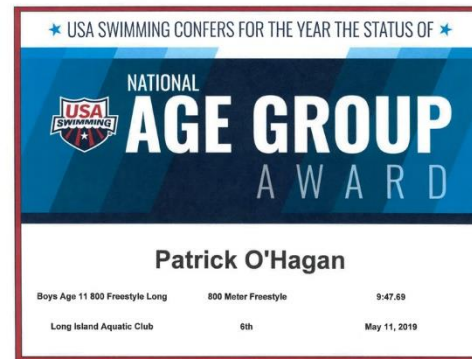 ★ USA SWIMMING CONFERS FOR THE YEAR THE STATUS OF ★
USA
SWIMMING
NATIONAL
AGE GROUP
AWARD
Patrick O'Hagan
Boys Age 11 800 Freestyle Long 800 Meter Freestyle 9:47.69
Long Island Aquatic Club 6th May 11, 2019